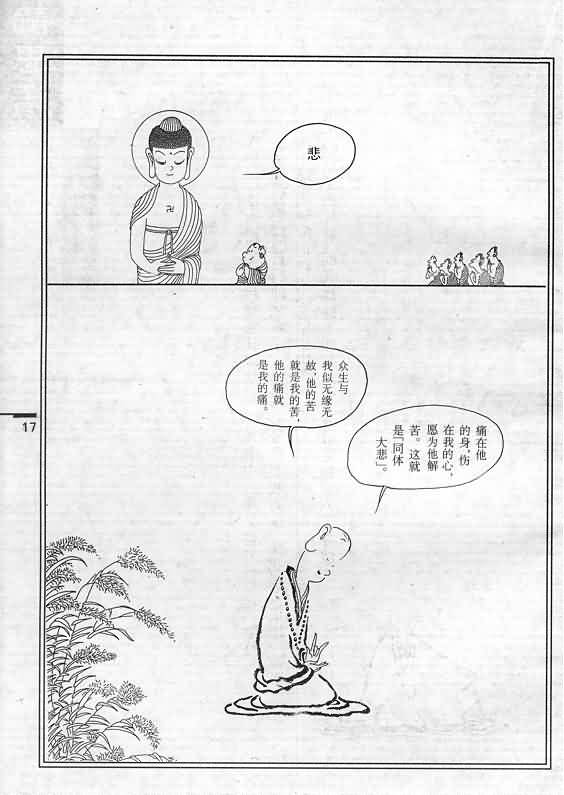 悲
众生与
我似无缘无
故，他的苦
就是我的苦，
他的痛就
是我的痛。
痛在他
的身，伤
在我的心，
愿为他解
苦。这就
是「同体
大悲」。
17